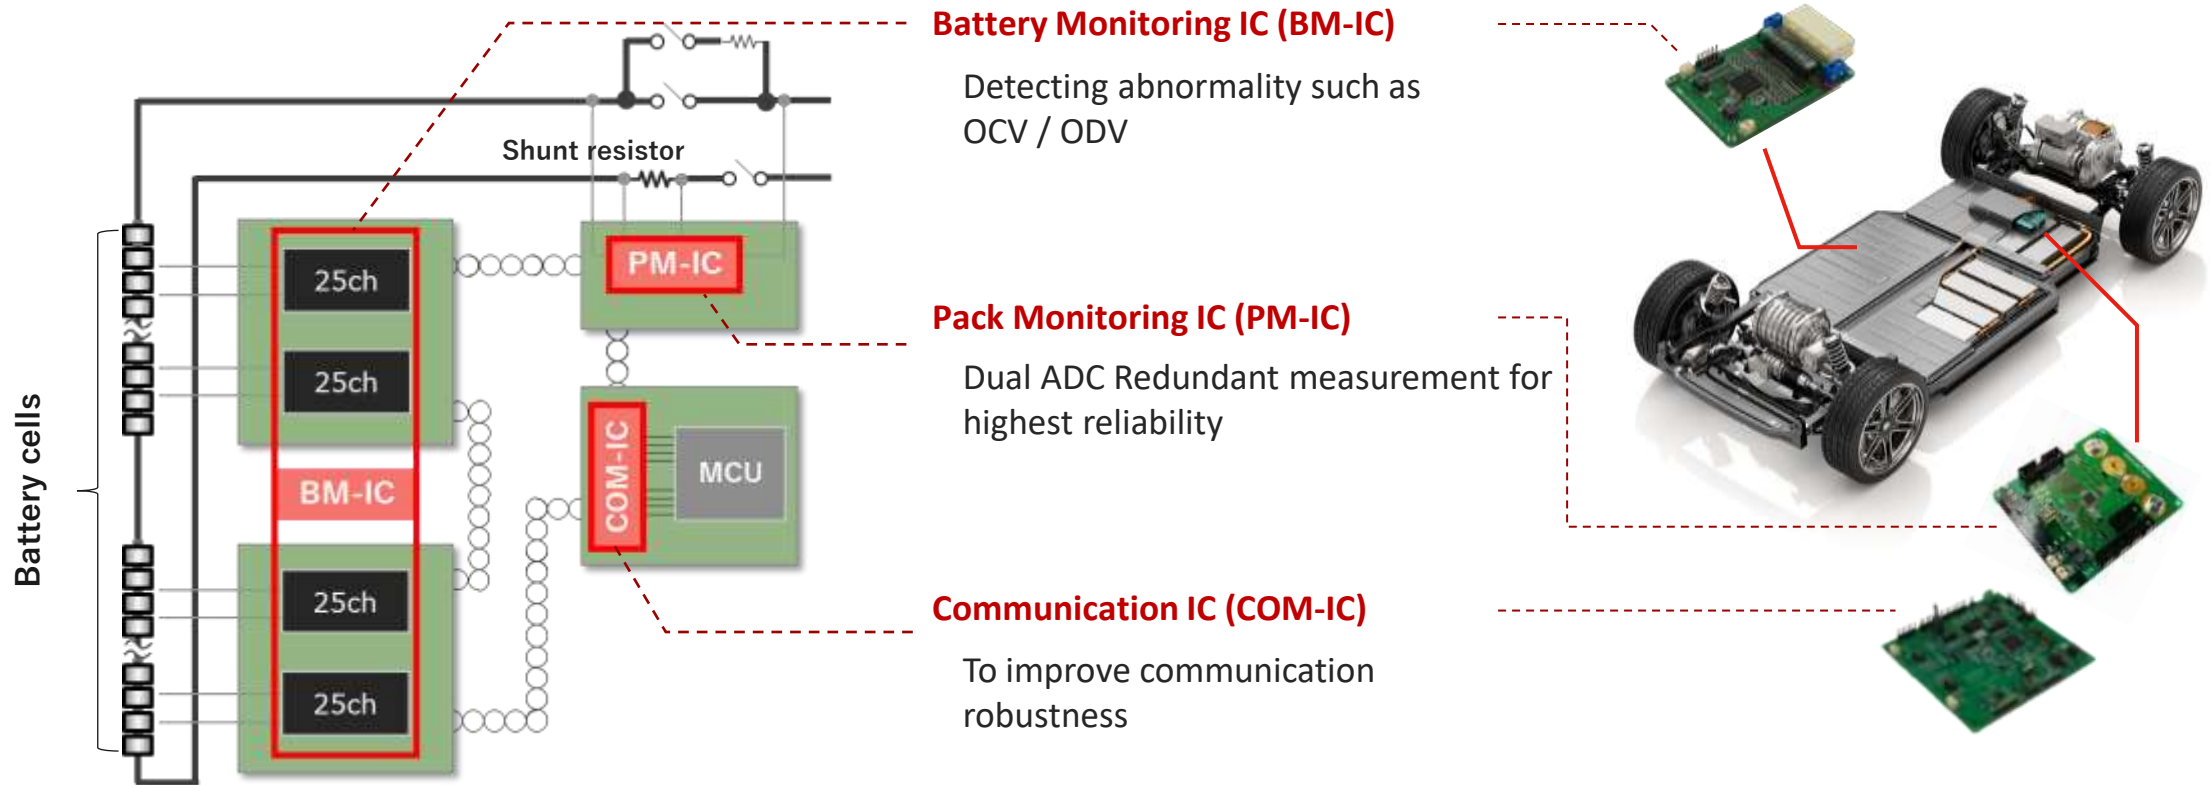 Battery Monitoring IC (BM-IC)
Detecting abnormality such as
OCV / ODV
Shunt resistor
Battery cells
25ch
25ch
BM-IC
25ch
25ch
PM-IC
COM-IC
MCU
Pack Monitoring IC (PM-IC)
Dual ADC Redundant measurement for
highest reliability
Communication IC (COM-IC)
To improve communication
robustness